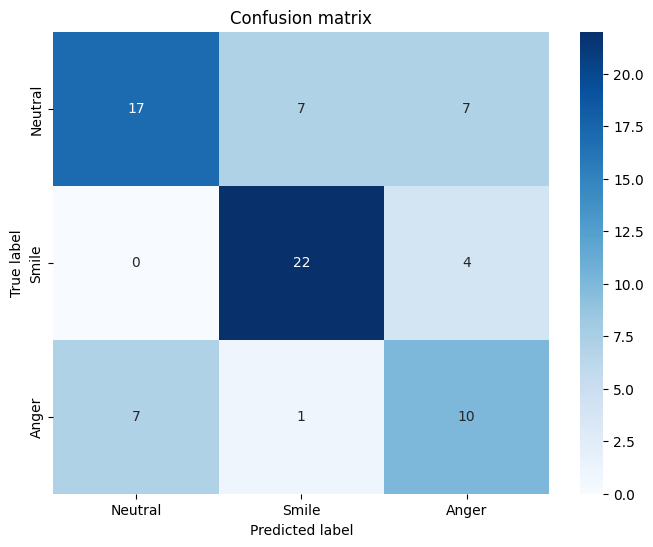 Confusion matrix
Neutral 17 7 7
Smile 0 22 4
Anger 7 1 10
True label
Neutral Smile Anger
Predicted label
20.0
17.5
15.0
12.5
10.0
7.5
5.0
2.5
0.0